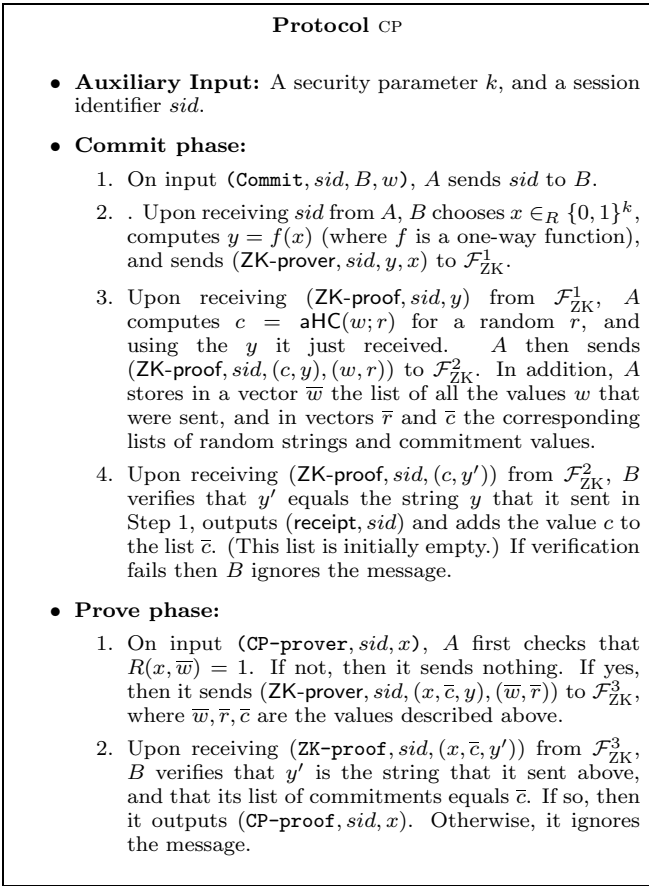 Protocol CP
• Auxiliary Input: A security parameter k, and a session
identifier sid.
• Commit phase:
1. On input (Commit, sid, B, w), A sends sid to B.
2. . Upon receiving sid from A, B chooses x ∈_R {0, 1}^k,
computes y = f(x) (where f is a one-way function),
and sends (ZK-prover, sid, y, x) to F^1_ZK.
3. Upon receiving (ZK-proof, sid, y) from F^1_ZK, A
computes c = aHC(w; r) for a random r, and
using the y it just received. A then sends
(ZK-proof, sid, (c, y), (w, r)) to F^2_ZK. In addition, A
stores in a vector w̅ the list of all the values w that
were sent, and in vectors r̅ and c̅ the corresponding
lists of random strings and commitment values.
4. Upon receiving (ZK-proof, sid, (c, y′)) from F^2_ZK, B
verifies that y′ equals the string y that it sent in
Step 1, outputs (receipt, sid) and adds the value c to
the list c̅. (This list is initially empty.) If verification
fails then B ignores the message.
• Prove phase:
1. On input (CP-prover, sid, x), A first checks that
R(x, w̅) = 1. If not, then it sends nothing. If yes,
then it sends (ZK-prover, sid, (x, c̅, y), (w̅, r̅)) to F^3_ZK,
where w̅, r̅, c̅ are the values described above.
2. Upon receiving (ZK-proof, sid, (x, c̅, y′)) from F^3_ZK,
B verifies that y′ is the string that it sent above,
and that its list of commitments equals c̅. If so, then
it outputs (CP-proof, sid, x). Otherwise, it ignores
the message.